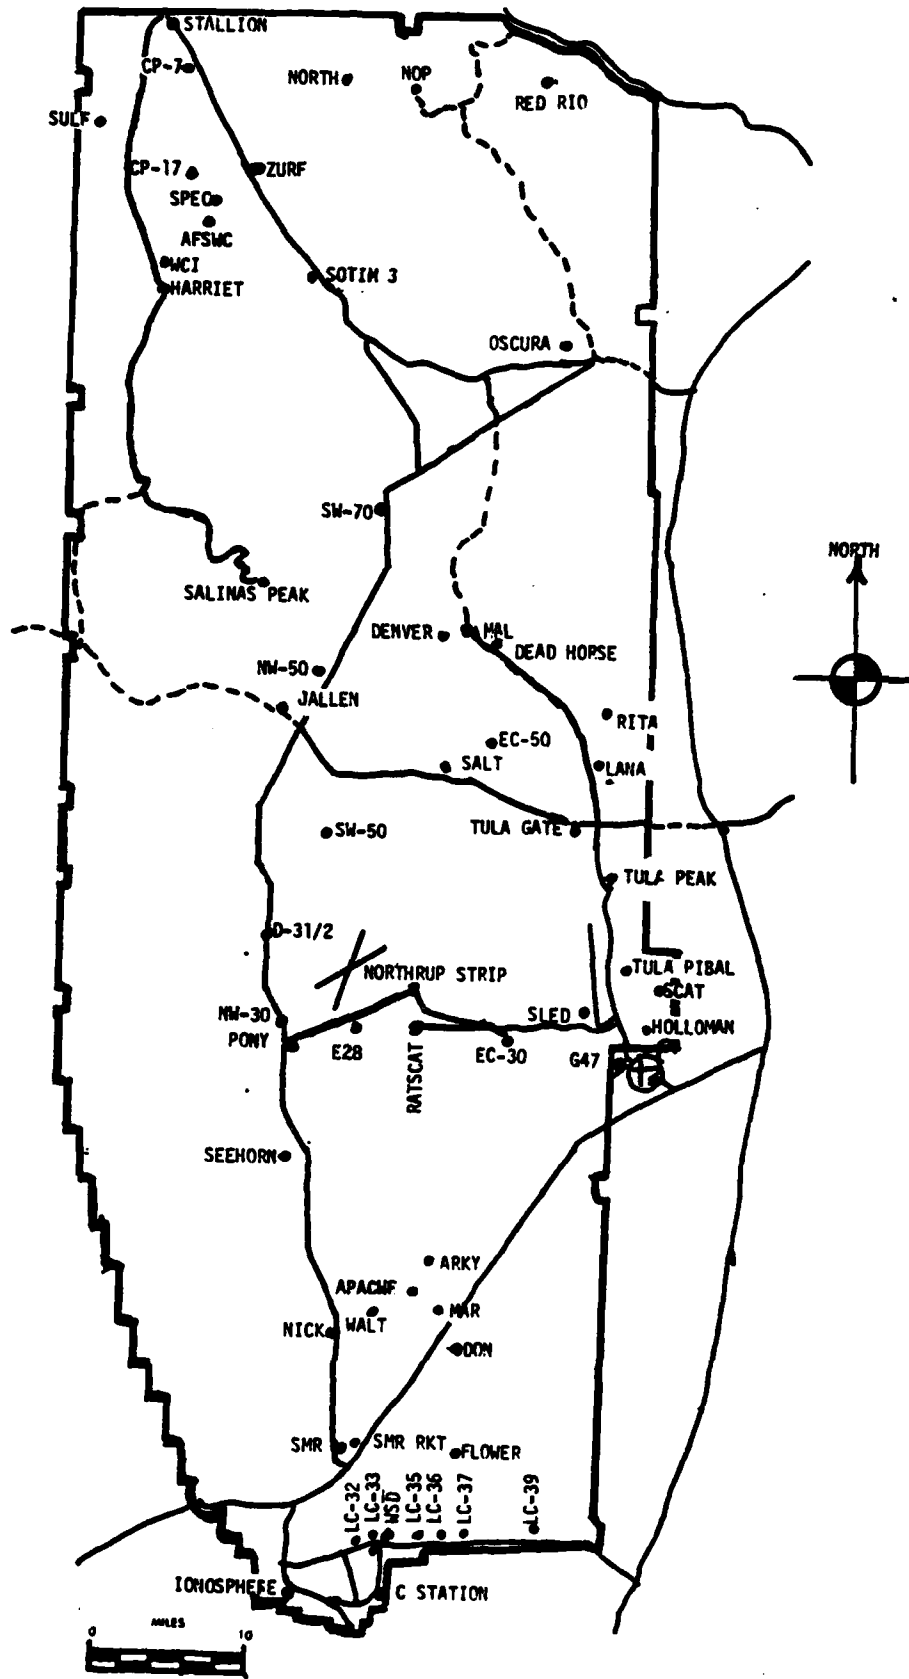 STALLION
CP-7
NORTH
NOP
RED RIO
SULF
CP-17
ZURF
SPEC
AFSWC
WCI
HARRIET
SOTIM 3
OSCURA
SW-70
NORTH
SALINAS PEAK
DENVER
MAL
DEAD HORSE
NW-50
JALLEN
RITA
EC-50
SALT
LANA
SW-50
TULA GATE
TULA PEAK
D-31/2
NORTHRUP STRIP
TULA PIBAL
SCAT
NW-30
SLED
HOLLOMAN
PONY
E28
RATSCAT
EC-30
G47
SEEHORN
ARKY
APACHE
MAR
WALT
NICK
DON
SMR
SMR RKT
FLOWER
LC-32
LC-33
WSD
LC-35
LC-36
LC-37
LC-39
IONOSPHERE
C STATION
MILES
0 10